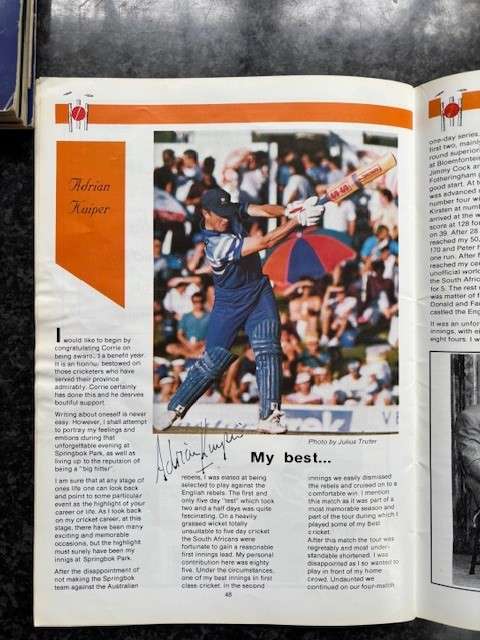 Adrian
Kuiper
Photo by Julius Truter
Adrian Kuiper
My best...
I would like to begin by
congratulating Corrie on
being award a benefit year.
It is an honour, bestowed on
those cricketers who have
served their province
admirably. Corrie certainly
has done this and he desrves
boutiful support.
Writing about oneself is never
easy. However, I shall attempt
to portray my feelings and
emtions during that
unforgettable evening at
Springbok Park, as well as
living up to the repution of
being a "big hitter".
I am sure that at any stage of
ones life one can look back
and point to some particular
event as the highlight of your
career or life. As I look back
on my cricket career, at this
stage, there have been many
exciting and memorable
occasions, but the highlight
must surely have been my
innigs at Springbok Park.
After the disappointment of
not making the Springbok
team against the Australian
rebels, I was elated at being
selected to play against the
English rebels. The first and
only five day "test" which took
two and a half days was quite
fascinating. On a heavily
grassed wicket totally
unsuitable to five day cricket
the South Africans were
fortunate to gain a reascinable
first innings lead. My personal
contribution here was eighty
five. Under the circumstances,
one of my best innings in first
class cricket. In the second
innings we easily dismissed
the rebels and cruised on to a
comfortable win. I mention
this match as it was part of a
most memorable season and
part of the tour during which I
played some of my best
cricket.
After this match the tour was
regretably and most under-
standable shortened. I was
disappointed as I so wanted to
play in front of my home
crowd. Undaunted we
continued on our four-match
48
one-day series.
first two, mainly
round superior
at Bloemfontein
Jimmy Cook an
Fotheringham
good start. At t
was advanced
number four wi
Kirsten at numb
arrived at the w
score at 128 for
on 39. After 28
reached my 50,
170 and Peter
one run. After
reached my cen
unofficial world
the South Afric
for 5. The rest
was matter of f
Donald and Fa
castled the Eng
It was an unfor
innings, with e
eight fours. I w